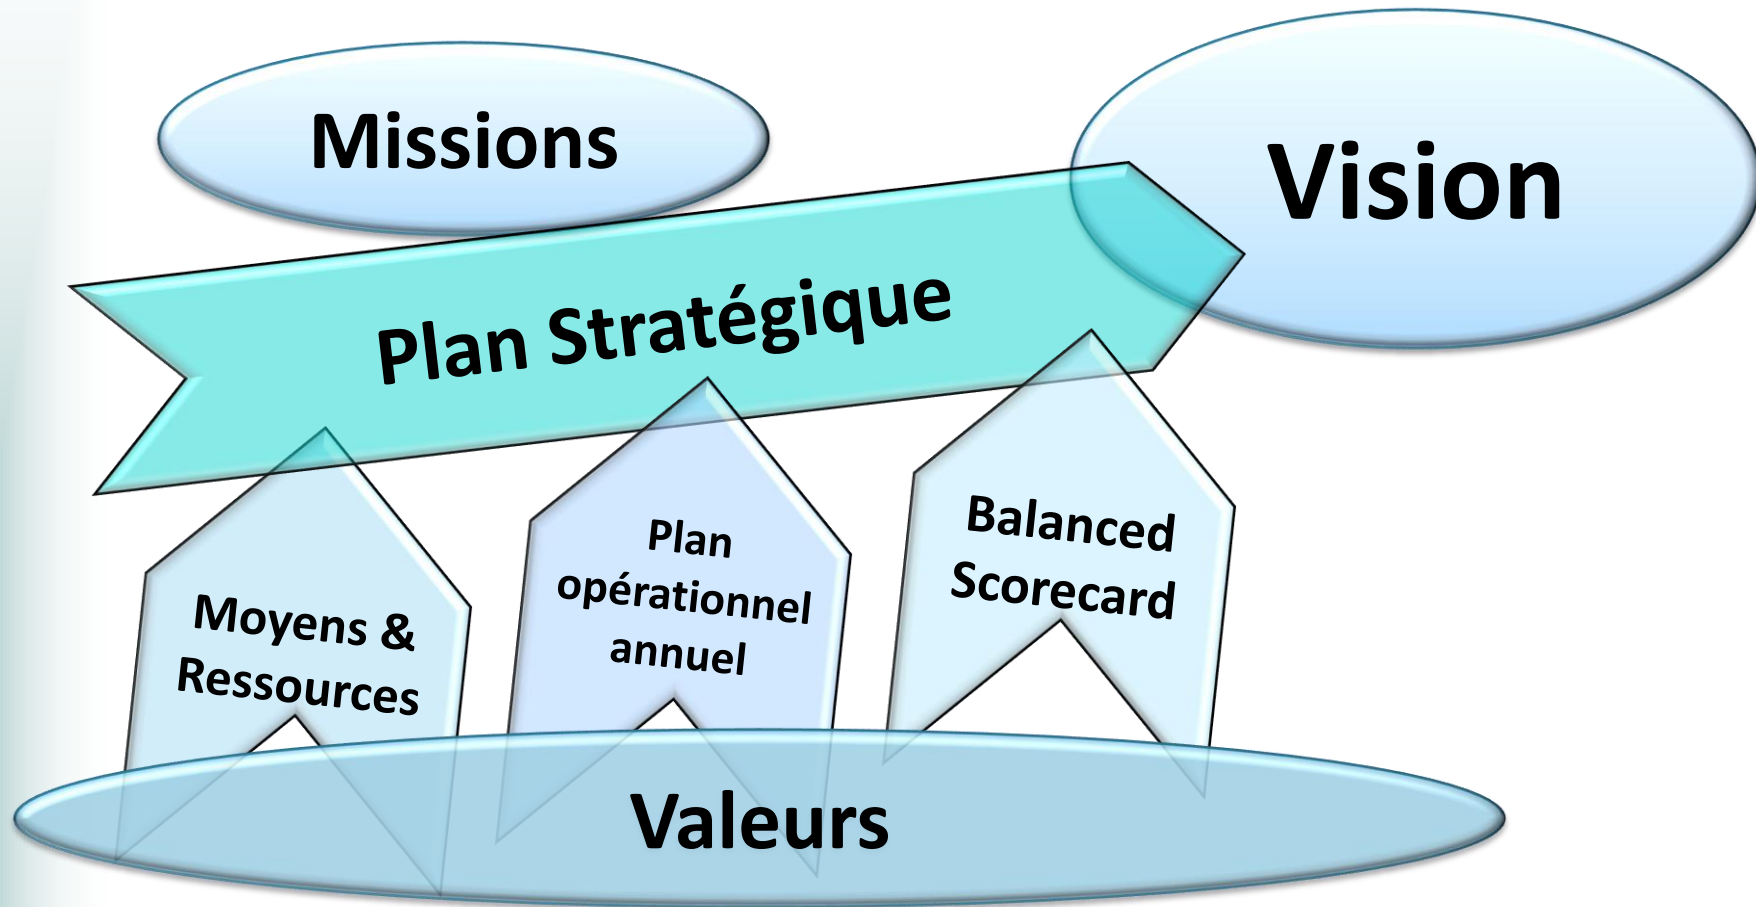 Missions
Vision
Plan Stratégique
Moyens &
Ressources
Plan
opérationnel
annuel
Balanced
Scorecard
Valeurs